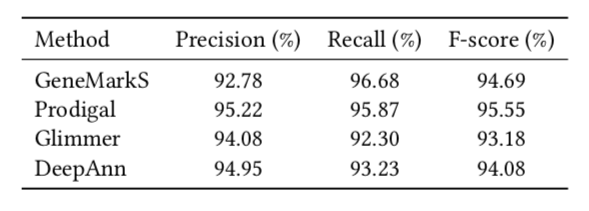 Method Precision (%) Recall (%) F-score (%)
GeneMarkS 92.78 96.68 94.69
Prodigal 95.22 95.87 95.55
Glimmer 94.08 92.30 93.18
DeepAnn 94.95 93.23 94.08